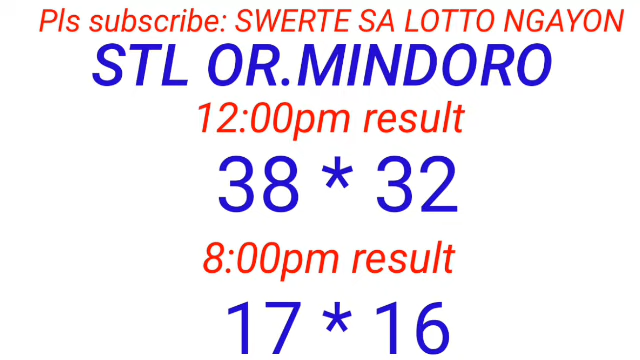 Pls subscribe: SWERTE SA LOTTO NGAYON
STL OR.MINDORO
12:00pm result
38 * 32
8:00pm result
17 * 16